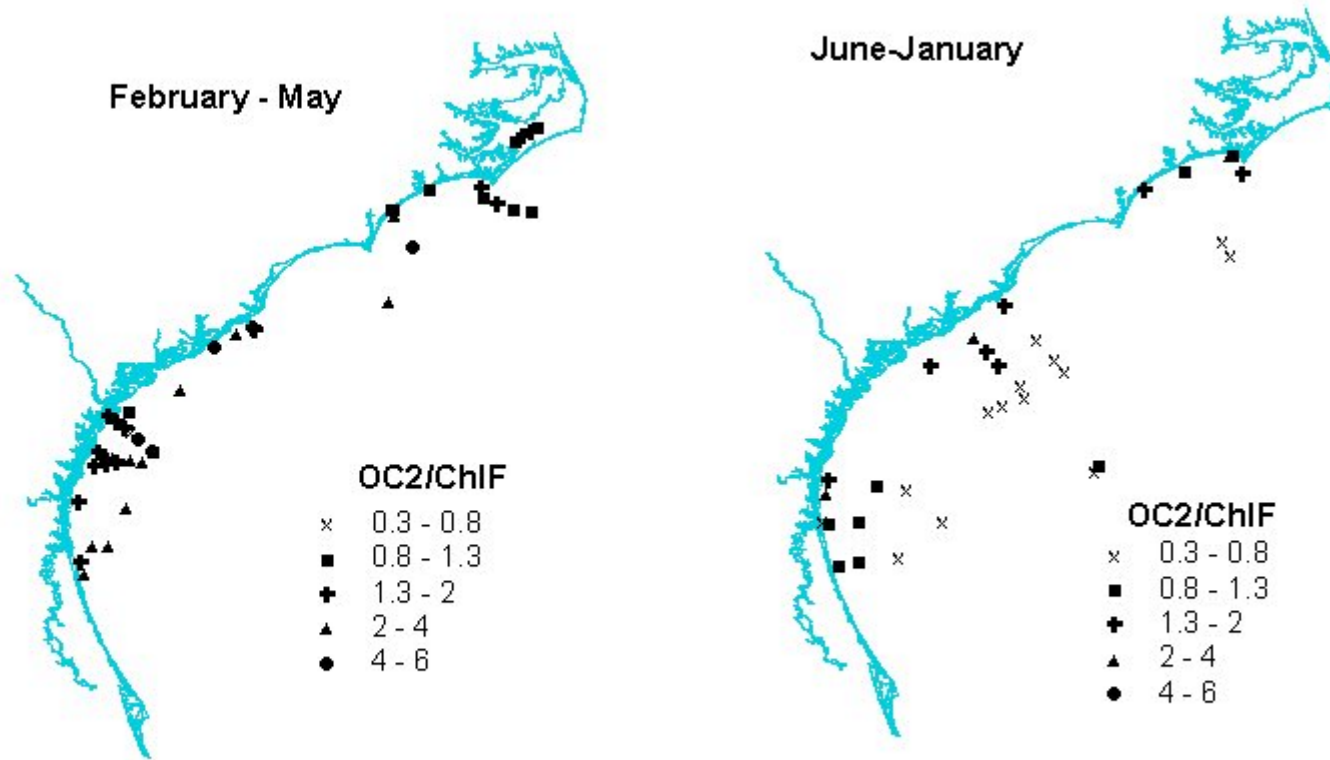 February - May
OC2/ChlF
0.3 - 0.8
0.8 - 1.3
1.3 - 2
2 - 4
4 - 6
June-January
OC2/ChlF
0.3 - 0.8
0.8 - 1.3
1.3 - 2
2 - 4
4 - 6